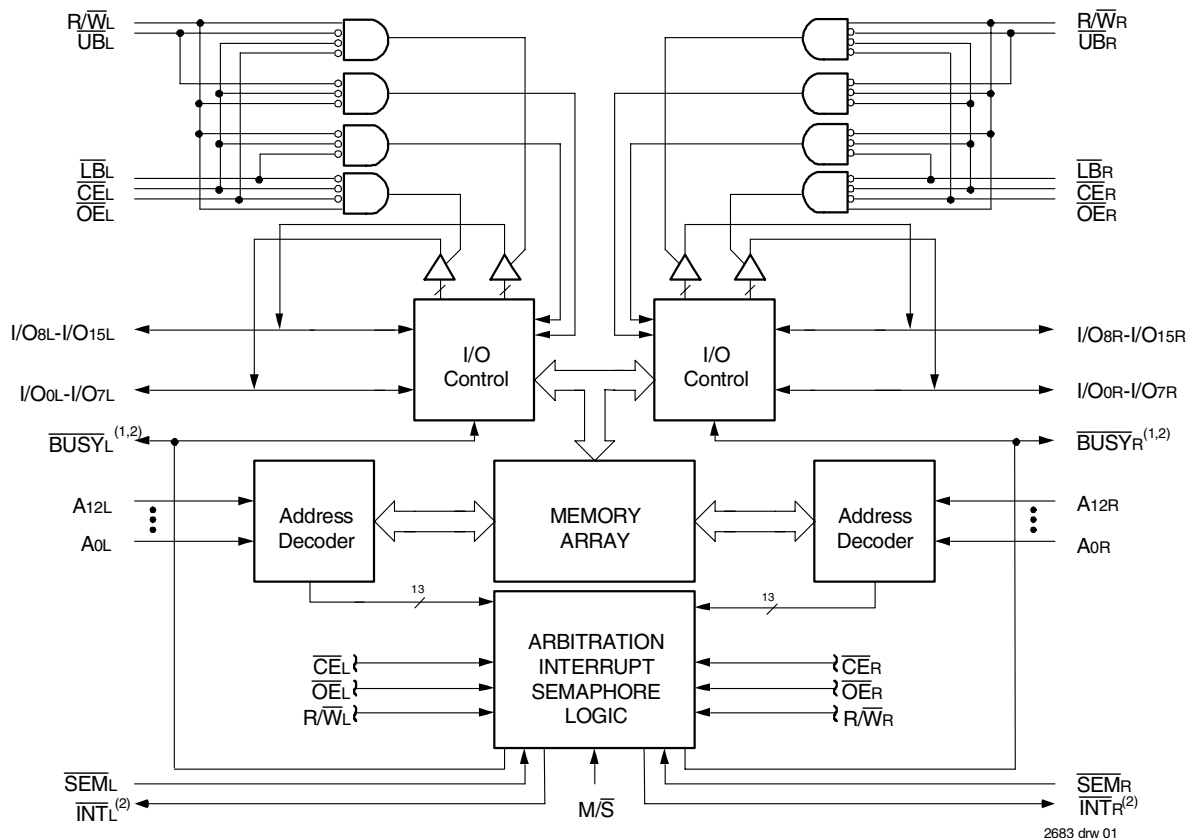 R/W̅L
U̅B̅L
L̅B̅L
C̅E̅L
O̅E̅L
R/W̅R
U̅B̅R
L̅B̅R
C̅E̅R
O̅E̅R
I/O8L-I/O15L
I/O Control
I/O Control
I/O8R-I/O15R
I/O0L-I/O7L
I/O0R-I/O7R
B̅U̅S̅Y̅L(1,2)
B̅U̅S̅Y̅R(1,2)
A12L
A0L
Address
Decoder
MEMORY
ARRAY
Address
Decoder
A12R
A0R
13
13
ARBITRATION
INTERRUPT
SEMAPHORE
LOGIC
C̅E̅L
O̅E̅L
R/W̅L
C̅E̅R
O̅E̅R
R/W̅R
S̅E̅M̅L
I̅N̅T̅L(2)
M/S̅
S̅E̅M̅R
I̅N̅T̅R(2)
2683 drw 01